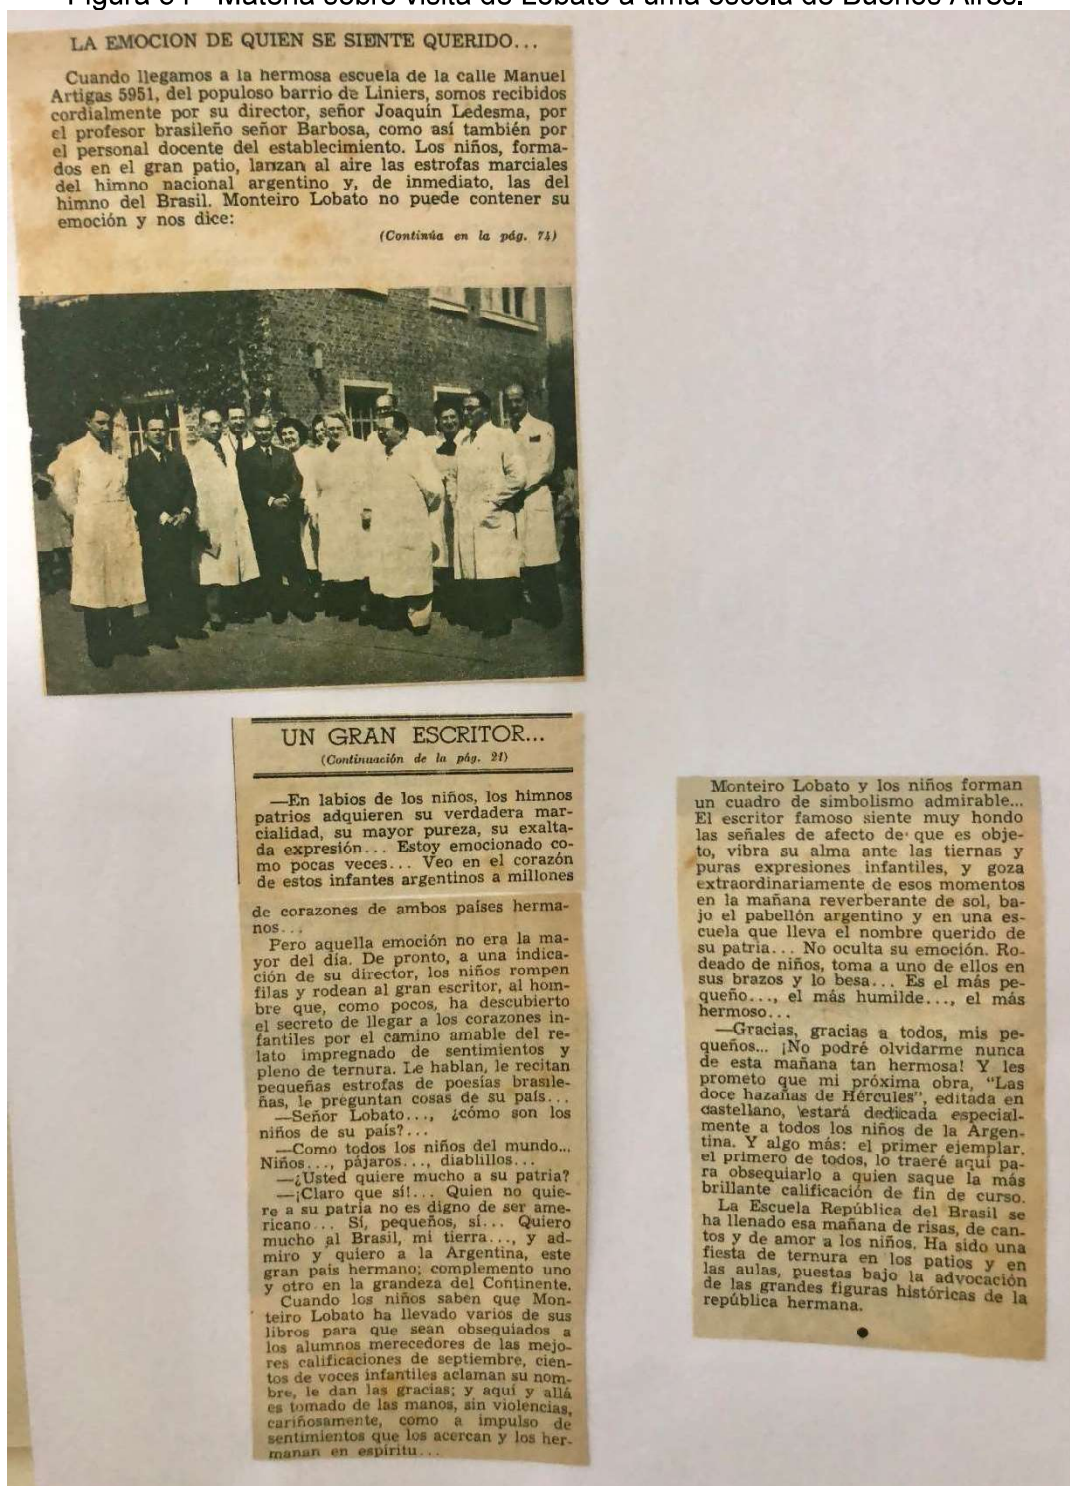 LA EMOCION DE QUIEN SE SIENTE QUERIDO...
Cuando llegamos a la hermosa escuela de la calle Manuel
Artigas 5951, del populoso barrio de Liniers, somos recibidos
cordialmente por su director, señor Joaquín Ledesma, por
el profesor brasileño señor Barbosa, como así también por
el personal docente del establecimiento. Los niños, forma-
dos en el gran patio, lanzan al aire las estrofas marciales
del himno nacional argentino y, de inmediato, las del
himno del Brasil. Monteiro Lobato no puede contener su
emoción y nos dice:
(Continúa en la pág. 74)
UN GRAN ESCRITOR...
(Continuación de la pág. 21)
—En labios de los niños, los himnos
patrios adquieren su verdadera mar-
cialidad, su mayor pureza, su exalta-
da expresión... Estoy emocionado co-
mo pocas veces... Veo en el corazón
de estos infantes argentinos a millones
de corazones de ambos países herma-
nos...
Pero aquella emoción no era la ma-
yor del día. De pronto, a una indica-
ción de su director, los niños rompen
filas y rodean al gran escritor, al hom-
bre que, como pocos, ha descubierto
el secreto de llegar a los corazones in-
fantiles por el camino amable del re-
lato impregnado de sentimientos y
pleno de ternura. Le hablan, le recitan
pequeñas estrofas de poesías brasile-
ñas, le preguntan cosas de su país...
—Señor Lobato..., ¿cómo son los
niños de su país?...
—Como todos los niños del mundo...
Niños..., pájaros..., diablillos...
—¿Usted quiere mucho a su patria?
—¡Claro que sí!... Quien no quie-
re a su patria no es digno de ser ame-
ricano... Sí, pequeños, sí... Quiero
mucho al Brasil, mi tierra..., y ad-
miro y quiero a la Argentina, este
gran país hermano; complemento uno
y otro en la grandeza del Continente.
Cuando los niños saben que Mon-
teiro Lobato ha llevado varios de sus
libros para que sean obsequiados a
los alumnos merecedores de las mejo-
res calificaciones de septiembre, cien-
tos de voces infantiles aclaman su nom-
bre, le dan las gracias; y aquí y allá
es tomado de las manos, sin violencias,
cariñosamente, como a impulso de
sentimientos que los acercan y los her-
manan en espíritu...
Monteiro Lobato y los niños forman
un cuadro de simbolismo admirable...
El escritor famoso siente muy hondo
las señales de afecto de que es obje-
to, vibra su alma ante las tiernas y
puras expresiones infantiles, y goza
extraordinariamente de esos momentos
en la mañana reverberante de sol, ba-
jo el pabellón argentino y en una es-
cuela que lleva el nombre querido de
su patria... No oculta su emoción. Ro-
deado de niños, toma a uno de ellos en
sus brazos y lo besa... Es el más pe-
queño..., el más humilde..., el más
hermoso...
—Gracias, gracias a todos, mis pe-
queños... ¡No podré olvidarme nunca
de esta mañana tan hermosa! Y les
prometo que mi próxima obra, "Las
doce hazañas de Hércules", editada en
castellano, estará dedicada especial-
mente a todos los niños de la Argen-
tina. Y algo más: el primer ejemplar,
el primero de todos, lo traeré aquí pa-
ra obsequiarlo a quien saque la más
brillante calificación de fin de curso.
La Escuela República del Brasil se
ha llenado esa mañana de risas, de can-
tos y de amor a los niños. Ha sido una
fiesta de ternura en los patios y en
las aulas, puestas bajo la advocación
de las grandes figuras históricas de la
república hermana.